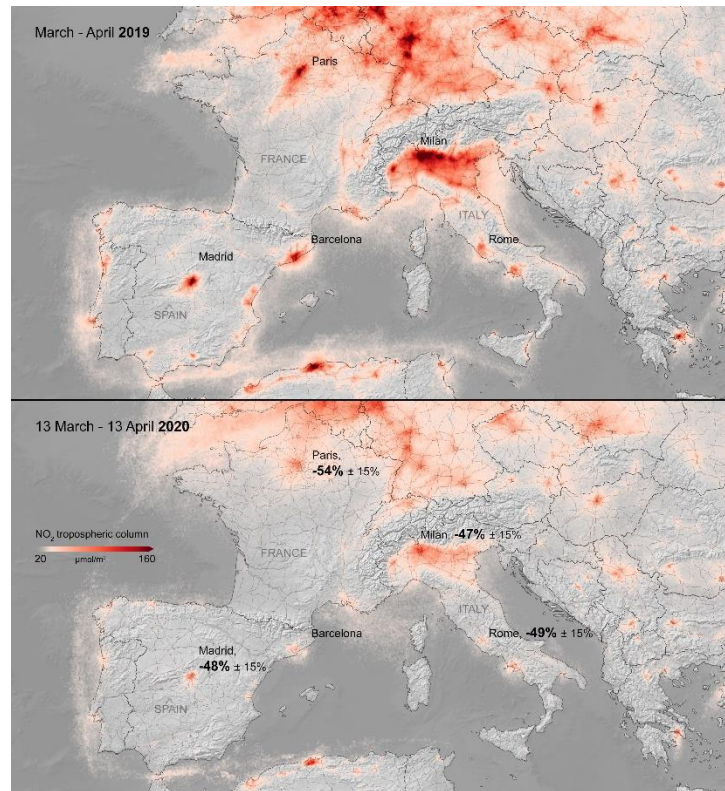 March - April 2019
Paris
Milan
FRANCE
ITALY
Barcelona
Rome
Madrid
SPAIN
13 March - 13 April 2020
Paris,
-54% ± 15%
NO₂ tropospheric column
20 µmol/m² 160
Milan, -47% ± 15%
FRANCE
ITALY
Barcelona
Rome, -49% ± 15%
Madrid,
-48% ± 15%
SPAIN